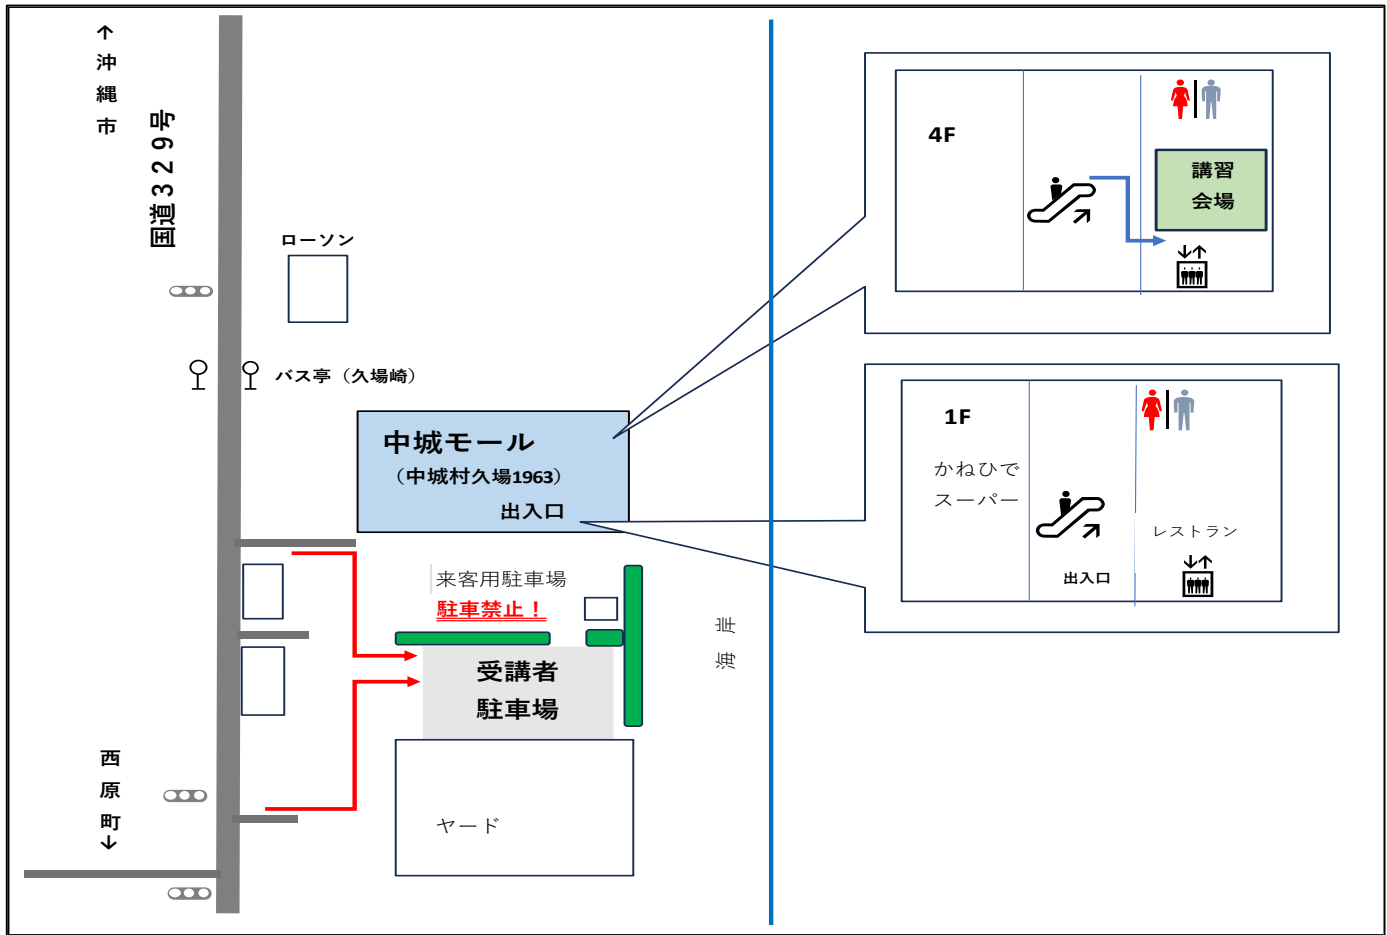 ↑沖縄市
国道３２９号
ローソン
バス亭（久場崎）
中城モール
（中城村久場1963）
出入口
来客用駐車場
駐車禁止！
受講者
駐車場
ヤード
西原町↓
海岸
4F
講習
会場
↓↑
1F
かねひで
スーパー
レストラン
出入口
↓↑